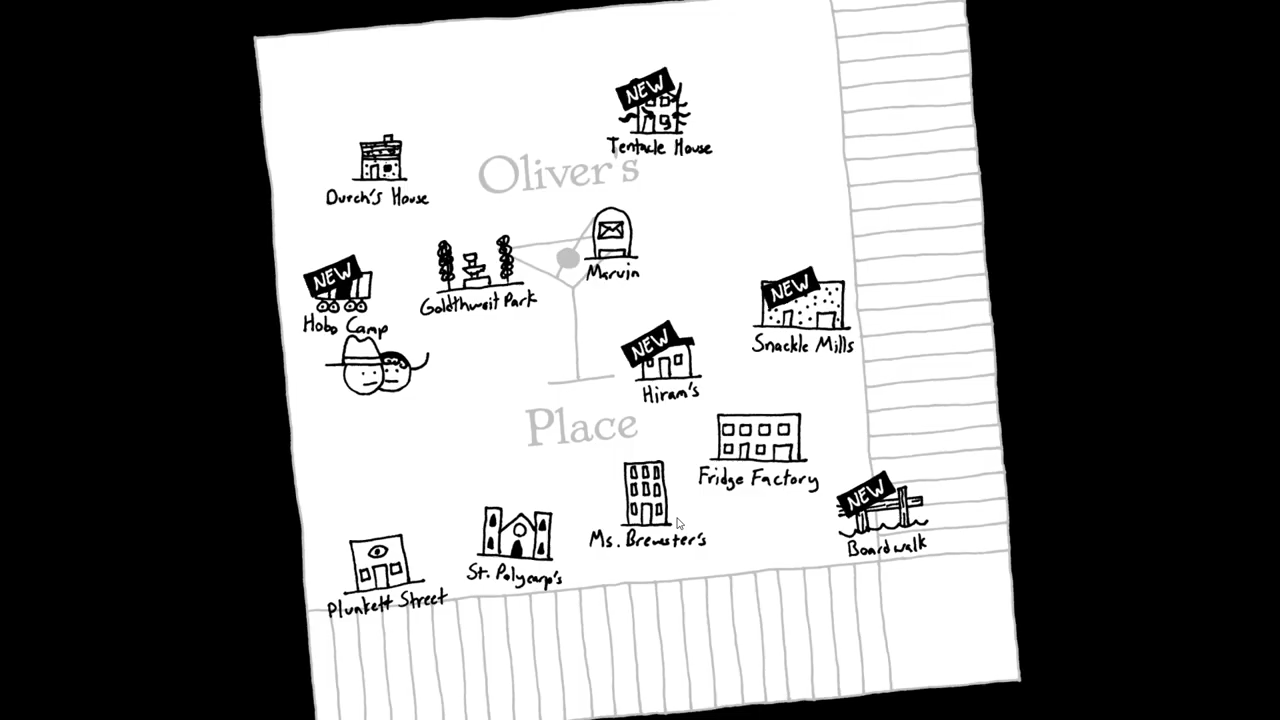 NEW
Tentacle House
Durch's House
Oliver's
NEW
Hobo Camp
Goldthwait Park
Marvin
NEW
Snackle Mills
NEW
Hiram's
Place
Fridge Factory
NEW
Boardwalk
Ms. Brewster's
St. Polycarp's
Plunkett Street